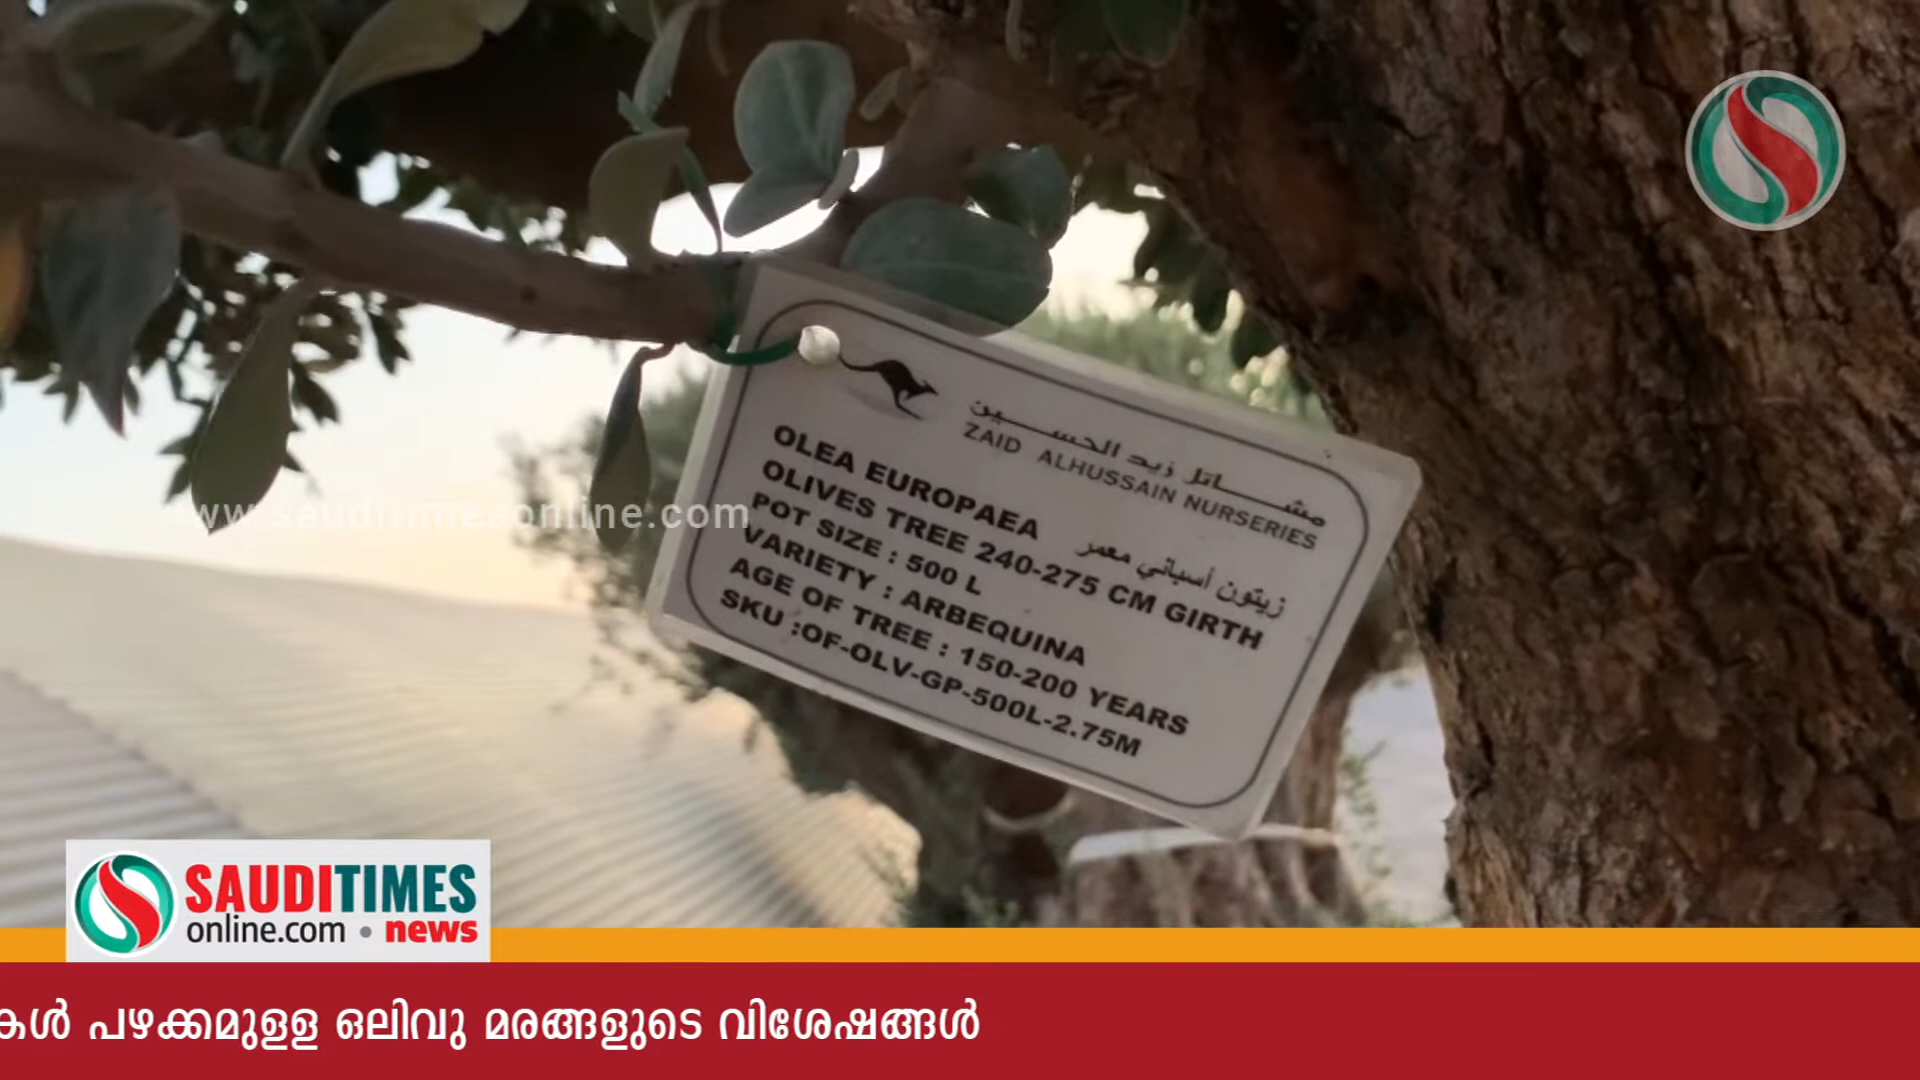 مشاتل زيد الحسين
ZAID ALHUSSAIN NURSERIES
OLEA EUROPAEA
زيتون أسباني معمر
OLIVES TREE 240-275 CM GIRTH
POT SIZE : 500 L
VARIETY : ARBEQUINA
AGE OF TREE : 150-200 YEARS
SKU :OF-OLV-GP-500L-2.75M
www.sauditimesonline.com
SAUDITIMES
online.com • news
കൾ പഴക്കമുളള ഒലിവു മരങ്ങളുടെ വിശേഷങ്ങൾ